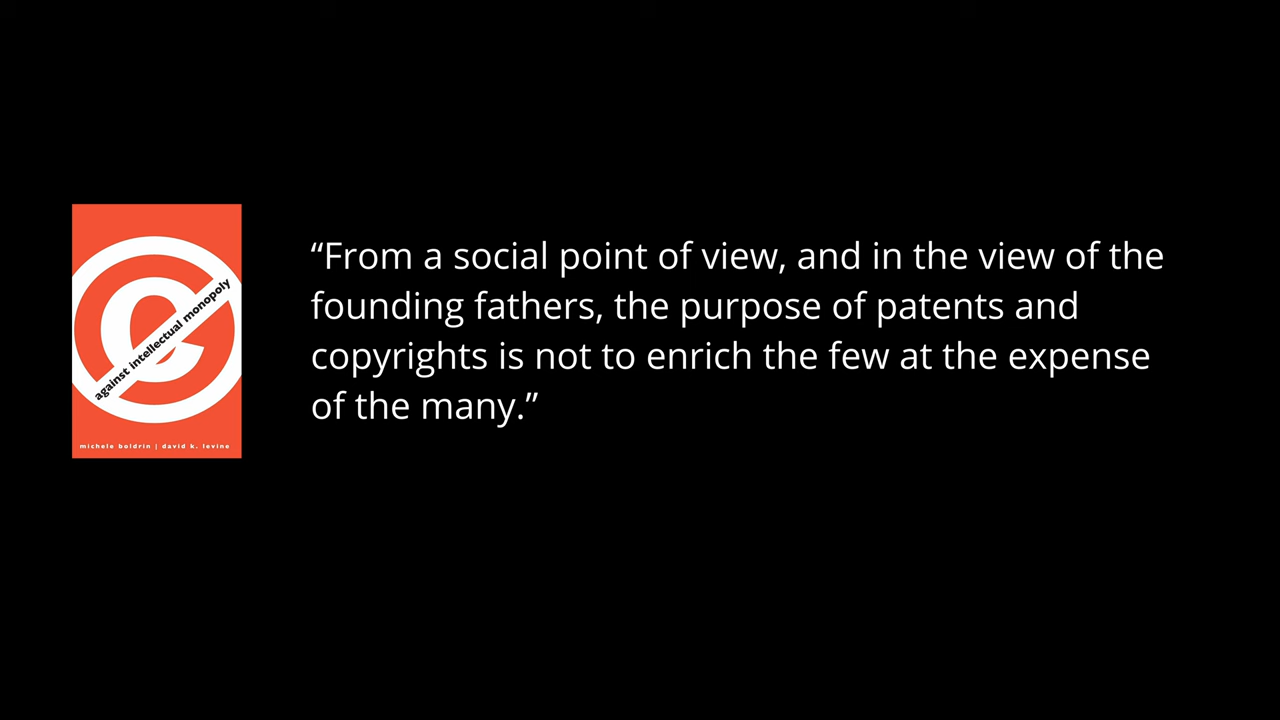 against intellectual monopoly
michele boldrin | david k. levine
“From a social point of view, and in the view of the
founding fathers, the purpose of patents and
copyrights is not to enrich the few at the expense
of the many.”